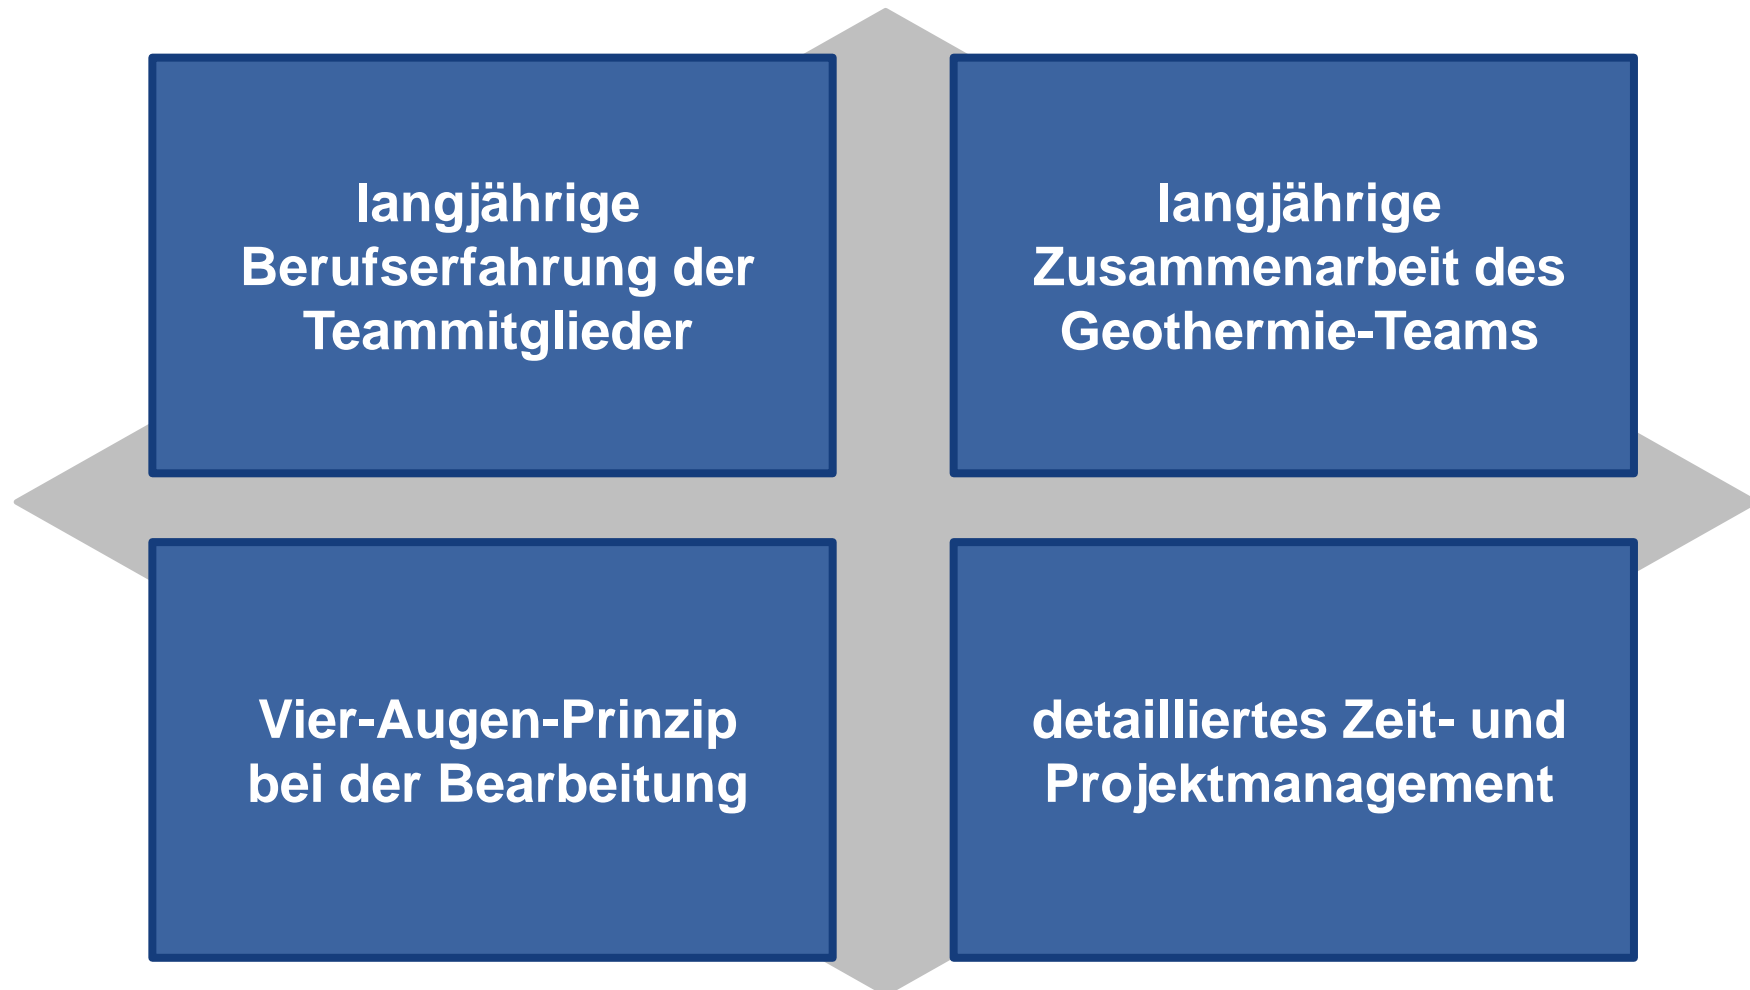 langjährige
Berufserfahrung der
Teammitglieder
langjährige
Zusammenarbeit des
Geothermie-Teams
Vier-Augen-Prinzip
bei der Bearbeitung
detailliertes Zeit- und
Projektmanagement